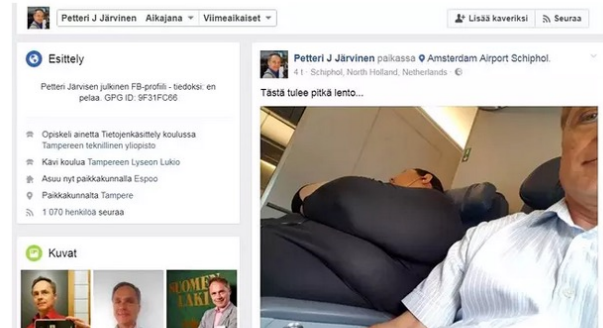 Petteri J Järvinen Aikajana Viimeaikaiset
Lisää kaveriksi
Seuraa
Esittely
Petteri Järvisen julkinen FB-profiili - tiedoksi: en
pelaa. GPG ID: 9F31FC66
Opiskeli ainetta Tietojenkäsittely koulussa
Tampereen teknillinen yliopisto
Kävi koulua Tampereen Lyseon Lukio
Asuu nyt paikkakunnalla Espoo
Paikkakunnalta Tampere
1 070 henkilöä seuraa
Kuvat
SUOMEN
LAKI
Petteri J Järvinen paikassa Amsterdam Airport Schiphol.
4 t · Schiphol, North Holland, Netherlands ·
Tästä tulee pitkä lento...